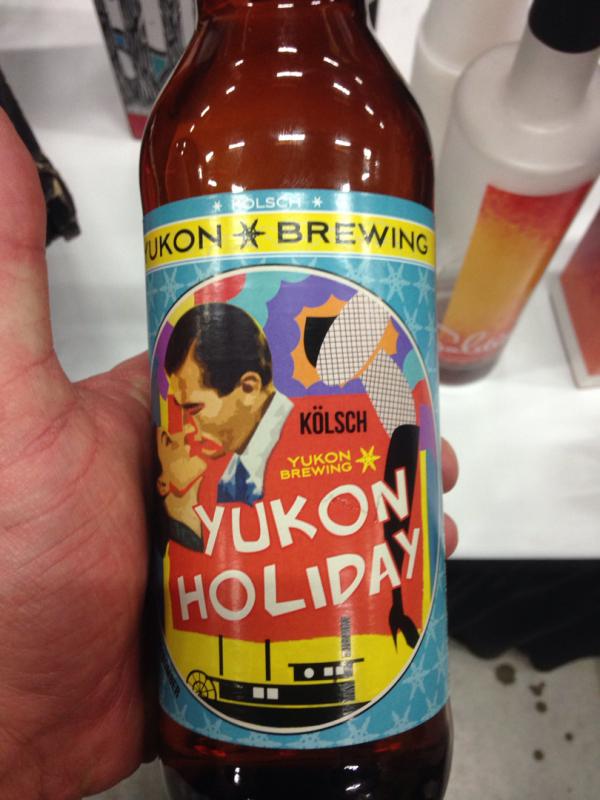 * KÖLSCH *
YUKON BREWING
KÖLSCH
YUKON
BREWING
YUKON
HOLIDAY